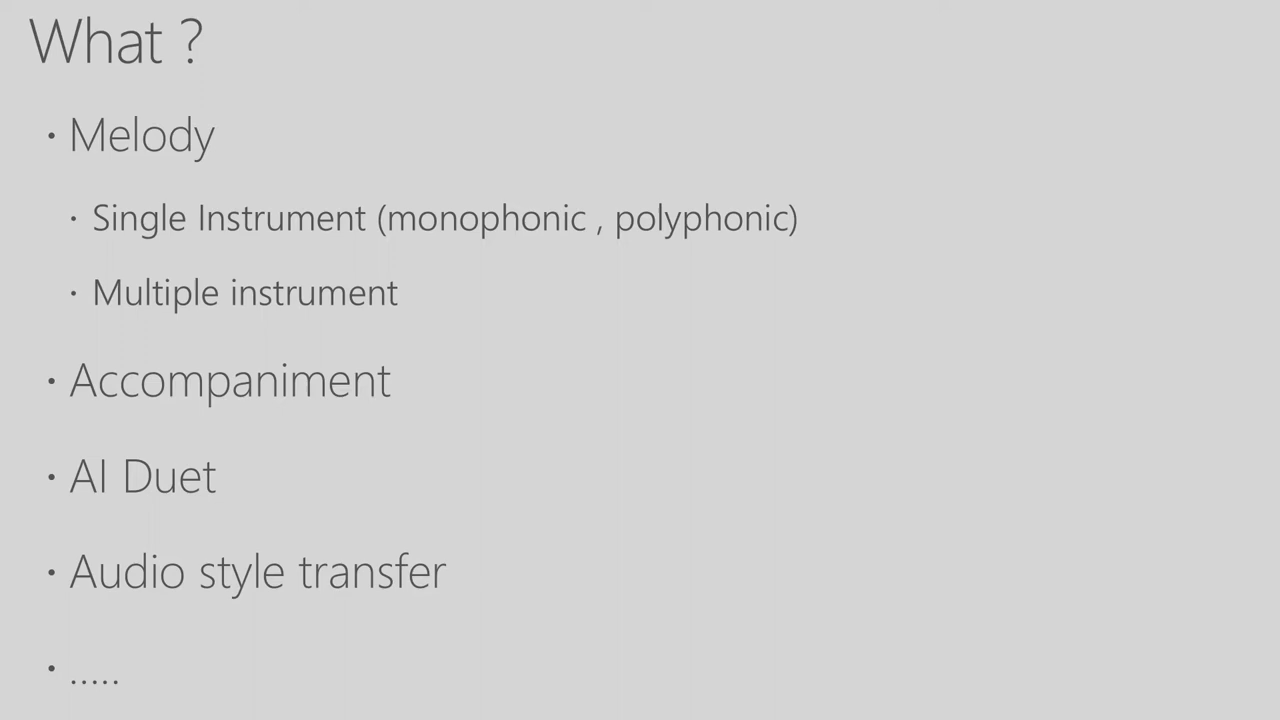 What ?
• Melody
• Single Instrument (monophonic , polyphonic)
• Multiple instrument
• Accompaniment
• AI Duet
• Audio style transfer
• .....